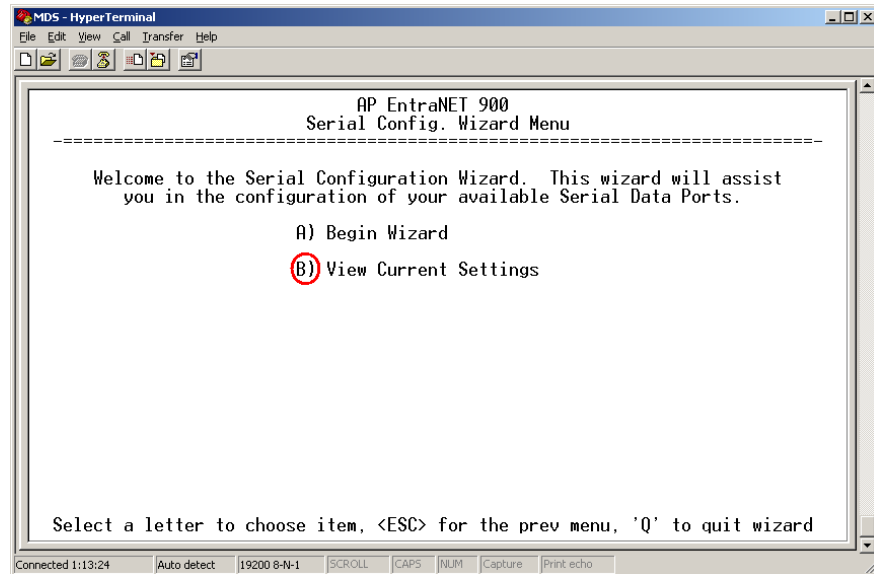 MDS - HyperTerminal
File Edit View Call Transfer Help
AP EntraNET 900
Serial Config. Wizard Menu
-==========================================================================-
Welcome to the Serial Configuration Wizard. This wizard will assist
you in the configuration of your available Serial Data Ports.
A) Begin Wizard
B) View Current Settings
Select a letter to choose item, <ESC> for the prev menu, 'Q' to quit wizard
Connected 1:13:24 Auto detect 19200 8-N-1 SCROLL CAPS NUM Capture Print echo